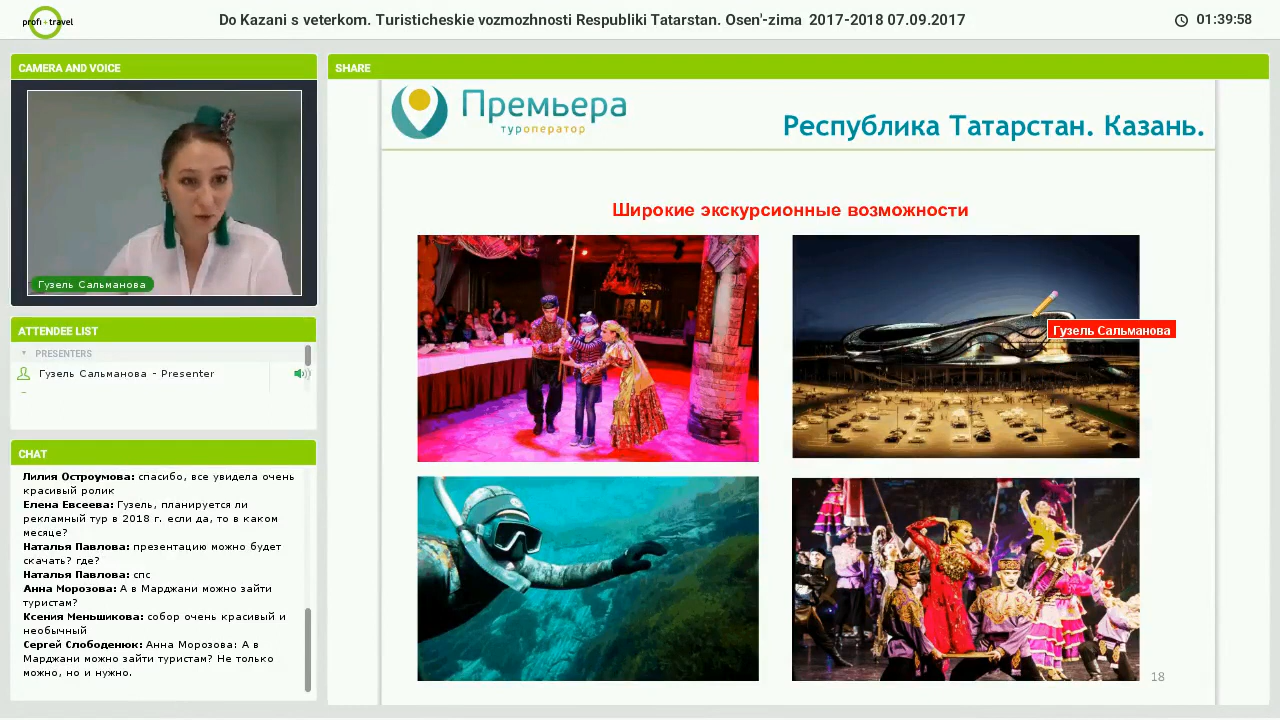 profi travel
Do Kazani s veterkom. Turisticheskie vozmozhnosti Respubliki Tatarstan. Osen'-zima 2017-2018 07.09.2017
01:39:58
CAMERA AND VOICE
Гузель Сальманова
ATTENDEE LIST
PRESENTERS
Гузель Сальманова - Presenter
CHAT
Лилия Остроумова: спасибо, все увидела очень
красивый ролик
Елена Евсеева: Гузель, планируется ли
рекламный тур в 2018 г. если да, то в каком
месяце?
Наталья Павлова: презентацию можно будет
скачать? где?
Наталья Павлова: спс
Анна Морозова: А в Марджани можно зайти
туристам?
Ксения Меньшикова: собор очень красивый и
необычный
Сергей Слободенюк: Анна Морозова: А в
Марджани можно зайти туристам? Не только
можно, но и нужно.
SHARE
Премьера
туроператор
Республика Татарстан. Казань.
Широкие экскурсионные возможности
Гузель Сальманова
18